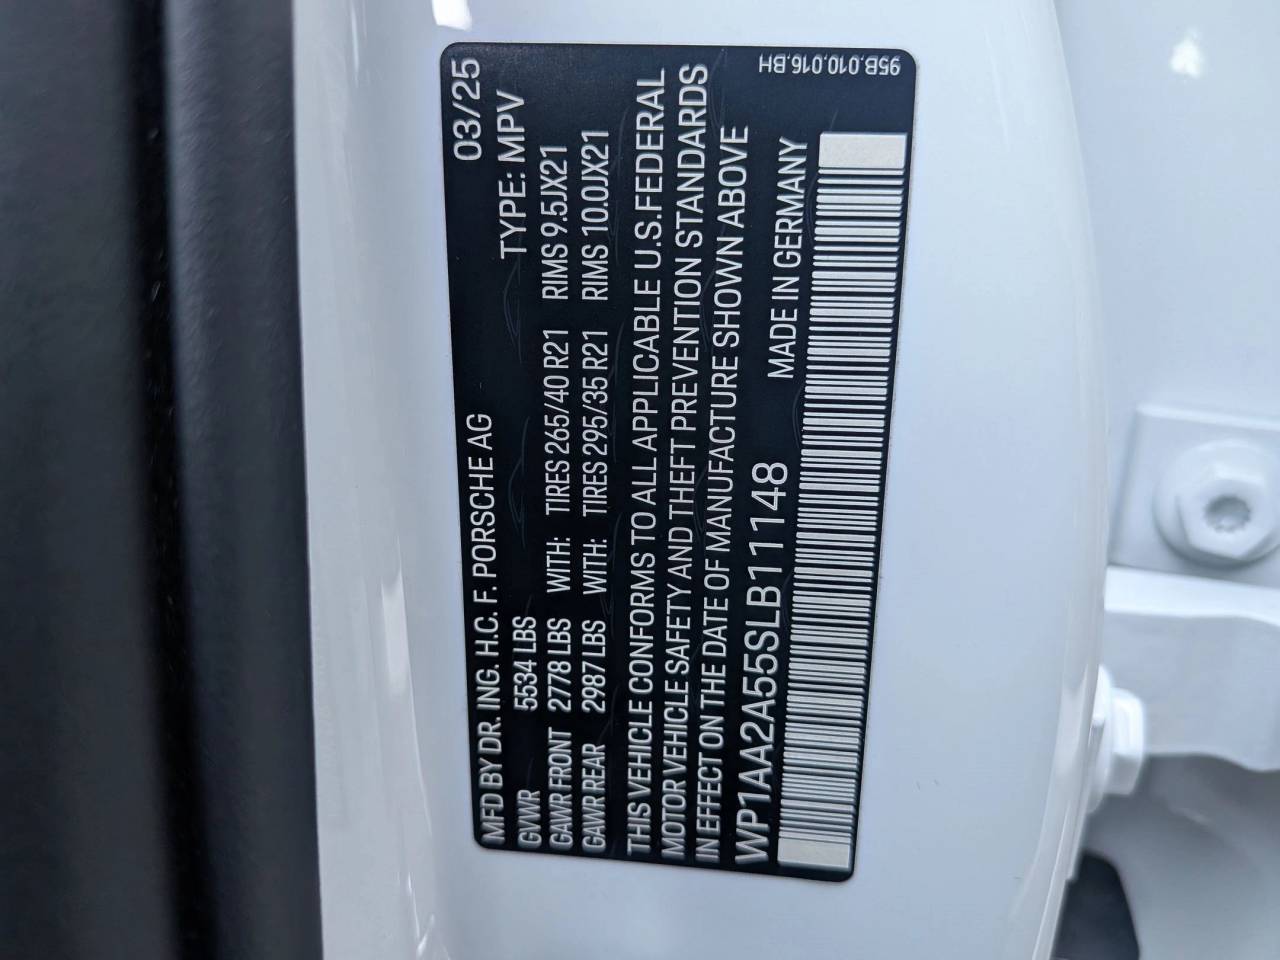 MFD BY DR. ING. H.C. F. PORSCHE AG 03/25
GVWR 5534 LBS TYPE: MPV
GAWR FRONT 2778 LBS WITH: TIRES 265/40 R21 RIMS 9.5JX21
GAWR REAR 2987 LBS WITH: TIRES 295/35 R21 RIMS 10.0JX21
THIS VEHICLE CONFORMS TO ALL APPLICABLE U.S.FEDERAL
MOTOR VEHICLE SAFETY AND THEFT PREVENTION STANDARDS
IN EFFECT ON THE DATE OF MANUFACTURE SHOWN ABOVE
WP1AA2A55SLB11148 MADE IN GERMANY
95B.010.016.BH